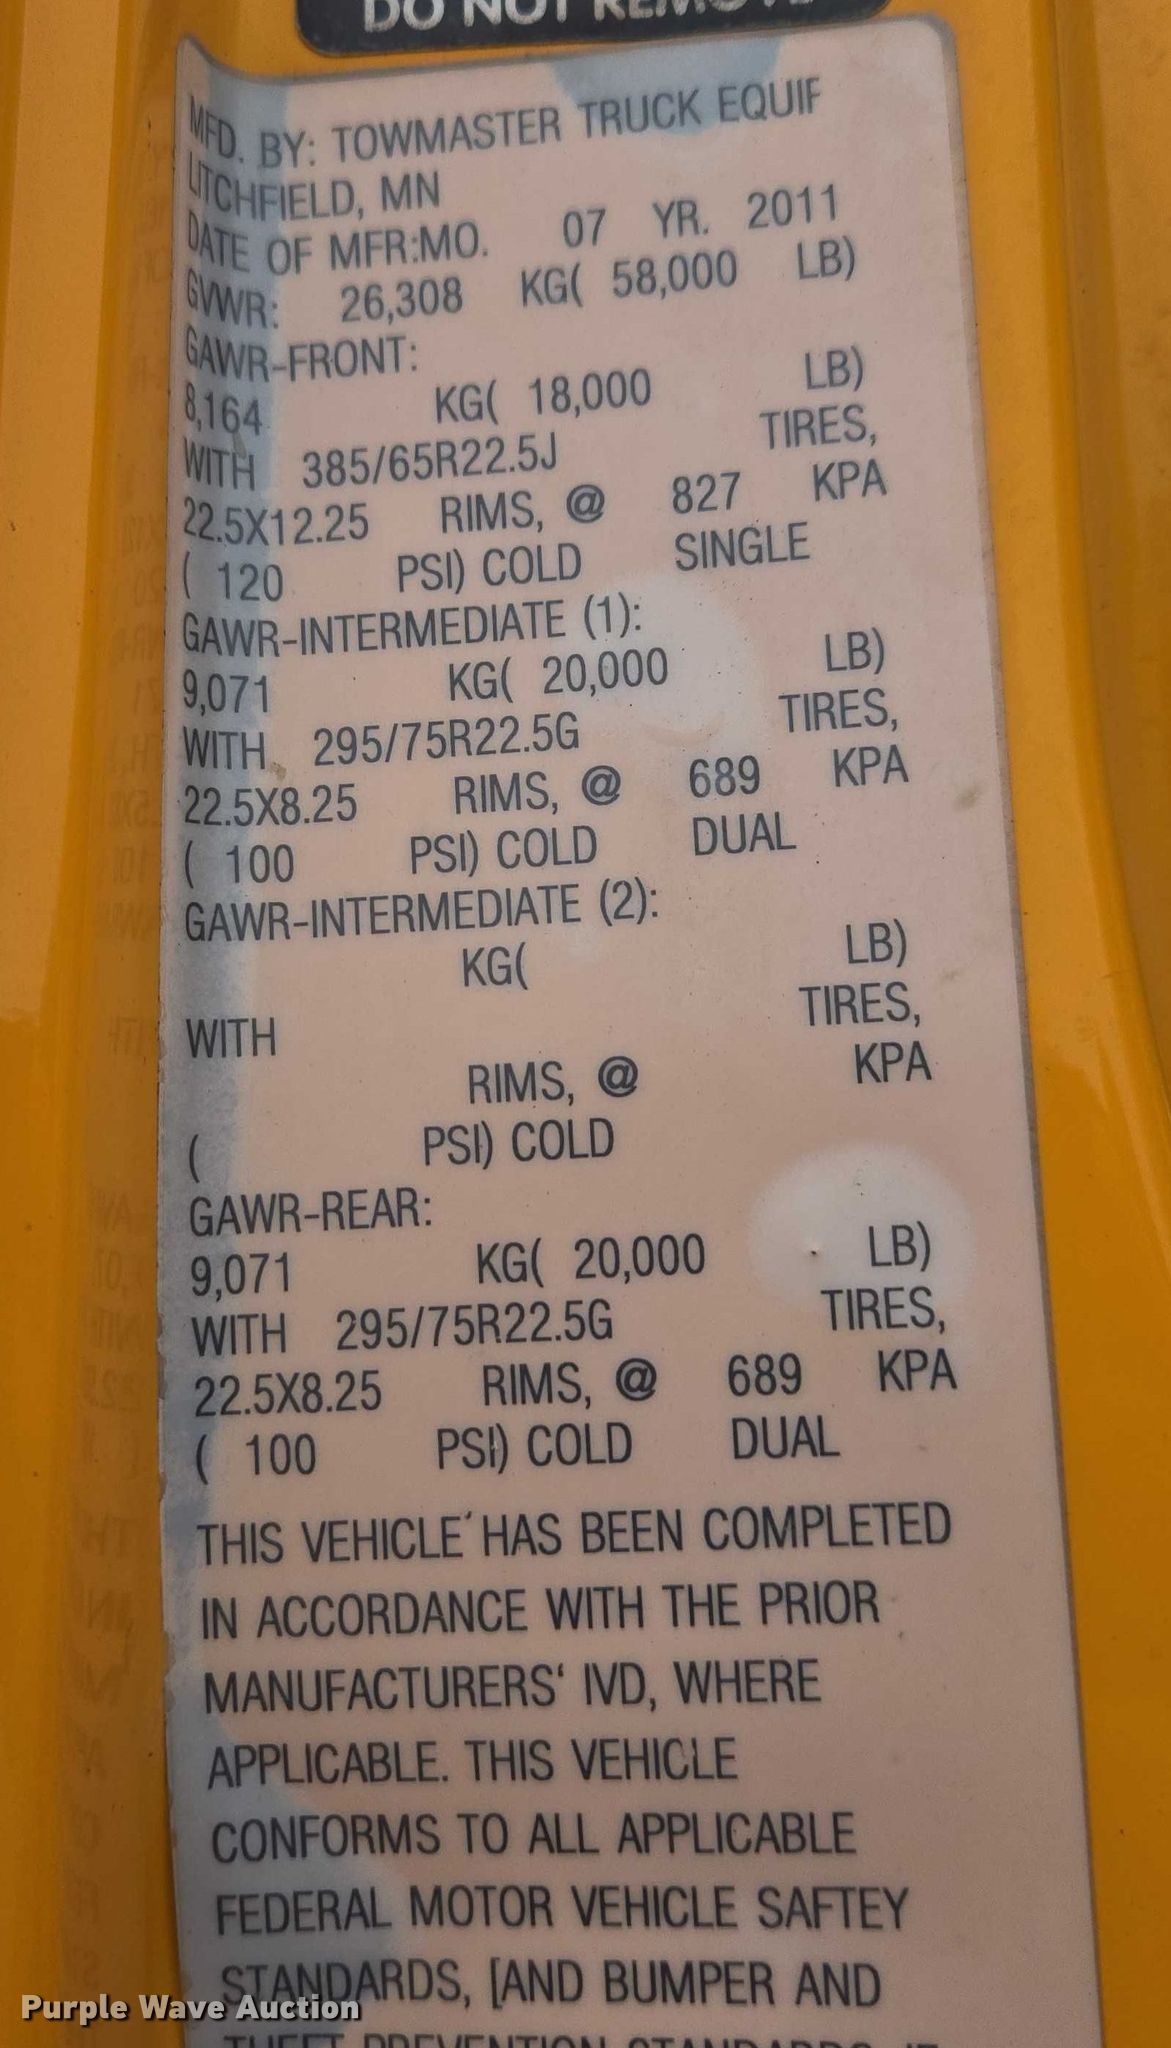 DO NOT REMOVE
MFD. BY: TOWMASTER TRUCK EQUIP
LITCHFIELD, MN
DATE OF MFR:MO. 07 YR. 2011
GVWR: 26,308 KG( 58,000 LB)
GAWR-FRONT:
8,164 KG( 18,000 LB)
WITH 385/65R22.5J TIRES,
22.5X12.25 RIMS, @ 827 KPA
( 120 PSI) COLD SINGLE
GAWR-INTERMEDIATE (1):
9,071 KG( 20,000 LB)
WITH 295/75R22.5G TIRES,
22.5X8.25 RIMS, @ 689 KPA
( 100 PSI) COLD DUAL
GAWR-INTERMEDIATE (2):
KG( LB)
WITH TIRES,
RIMS, @ KPA
( PSI) COLD
GAWR-REAR:
9,071 KG( 20,000 LB)
WITH 295/75R22.5G TIRES,
22.5X8.25 RIMS, @ 689 KPA
( 100 PSI) COLD DUAL
THIS VEHICLE HAS BEEN COMPLETED
IN ACCORDANCE WITH THE PRIOR
MANUFACTURERS' IVD, WHERE
APPLICABLE. THIS VEHICLE
CONFORMS TO ALL APPLICABLE
FEDERAL MOTOR VEHICLE SAFTEY
STANDARDS, [AND BUMPER AND
THEFT PREVENTION STANDARDS, IF
Purple Wave Auction